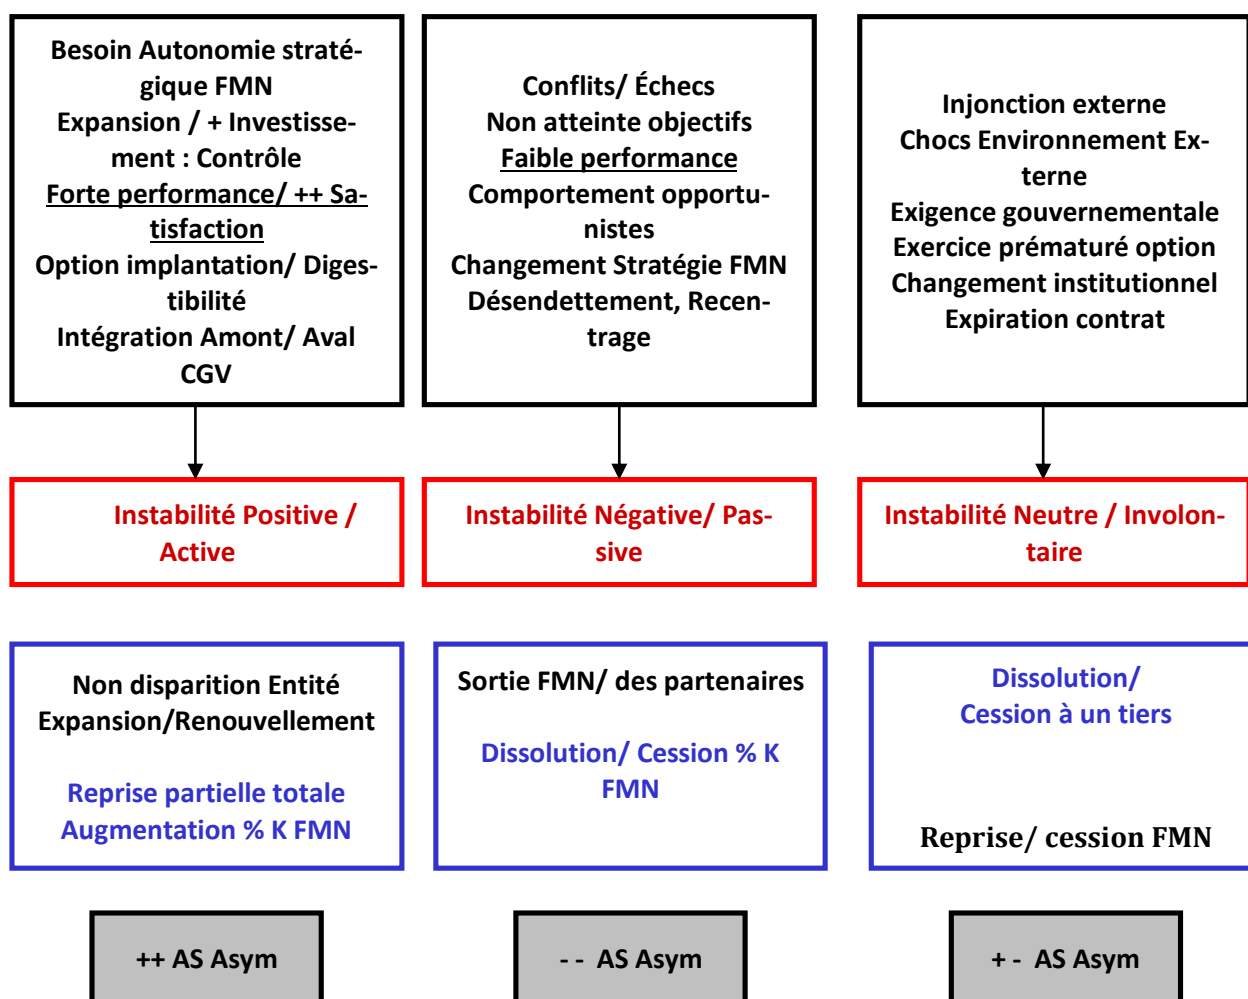 Besoin Autonomie straté-
gique FMN
Expansion / + Investisse-
ment : Contrôle
Forte performance/ ++ Sa-
tisfaction
Option implantation/ Diges-
tibilité
Intégration Amont/ Aval
CGV
Conflits/ Échecs
Non atteinte objectifs
Faible performance
Comportement opportu-
nistes
Changement Stratégie FMN
Désendettement, Recen-
trage
Injonction externe
Chocs Environnement Ex-
terne
Exigence gouvernementale
Exercice prématuré option
Changement institutionnel
Expiration contrat
Instabilité Positive /
Active
Instabilité Négative/ Pas-
sive
Instabilité Neutre / Involon-
taire
Non disparition Entité
Expansion/Renouvellement
Reprise partielle totale
Augmentation % K FMN
Sortie FMN/ des partenaires
Dissolution/ Cession % K
FMN
Dissolution/
Cession à un tiers
Reprise/ cession FMN
++ AS Asym
- - AS Asym
+ - AS Asym